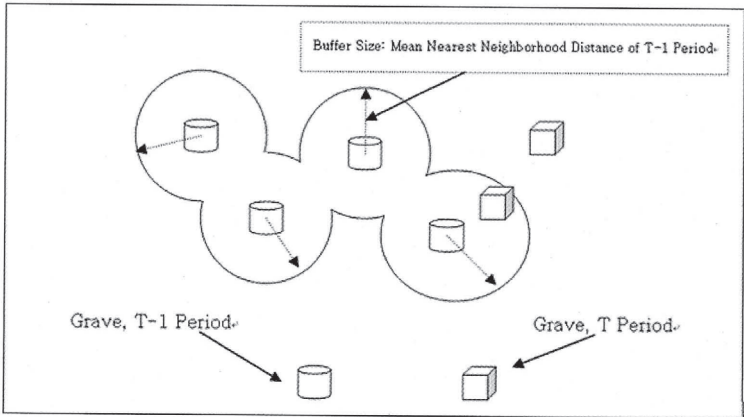 Buffer Size: Mean Nearest Neighborhood Distance of T-1 Period
Grave, T-1 Period
Grave, T Period